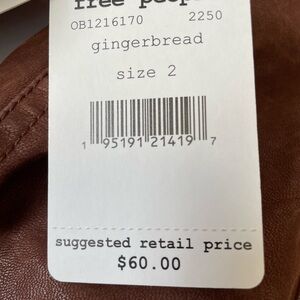 free people
OB1216170 2250
gingerbread
size 2
1 95191 21419 7
suggested retail price
$60.00